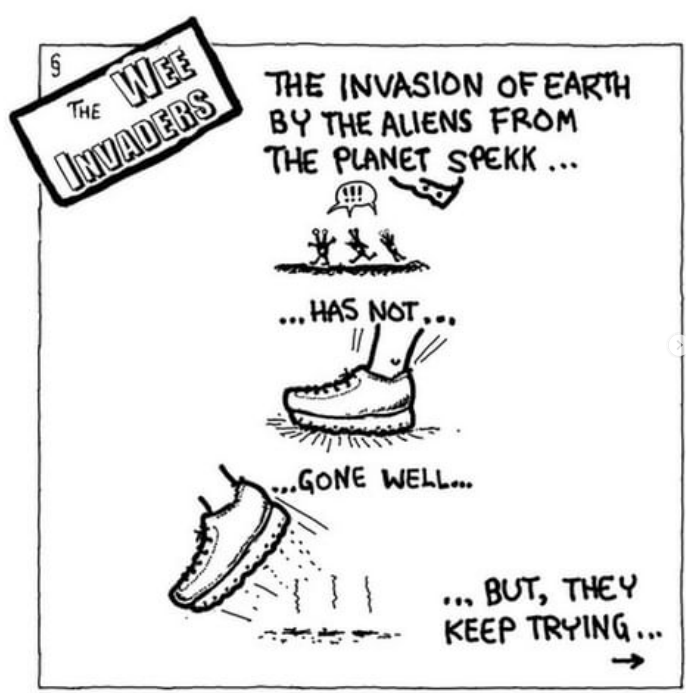 §
THE WEE
INVADERS
THE INVASION OF EARTH
BY THE ALIENS FROM
THE PLANET SPEKK ...
!!!
...HAS NOT...
...GONE WELL...
... BUT, THEY
KEEP TRYING...
→